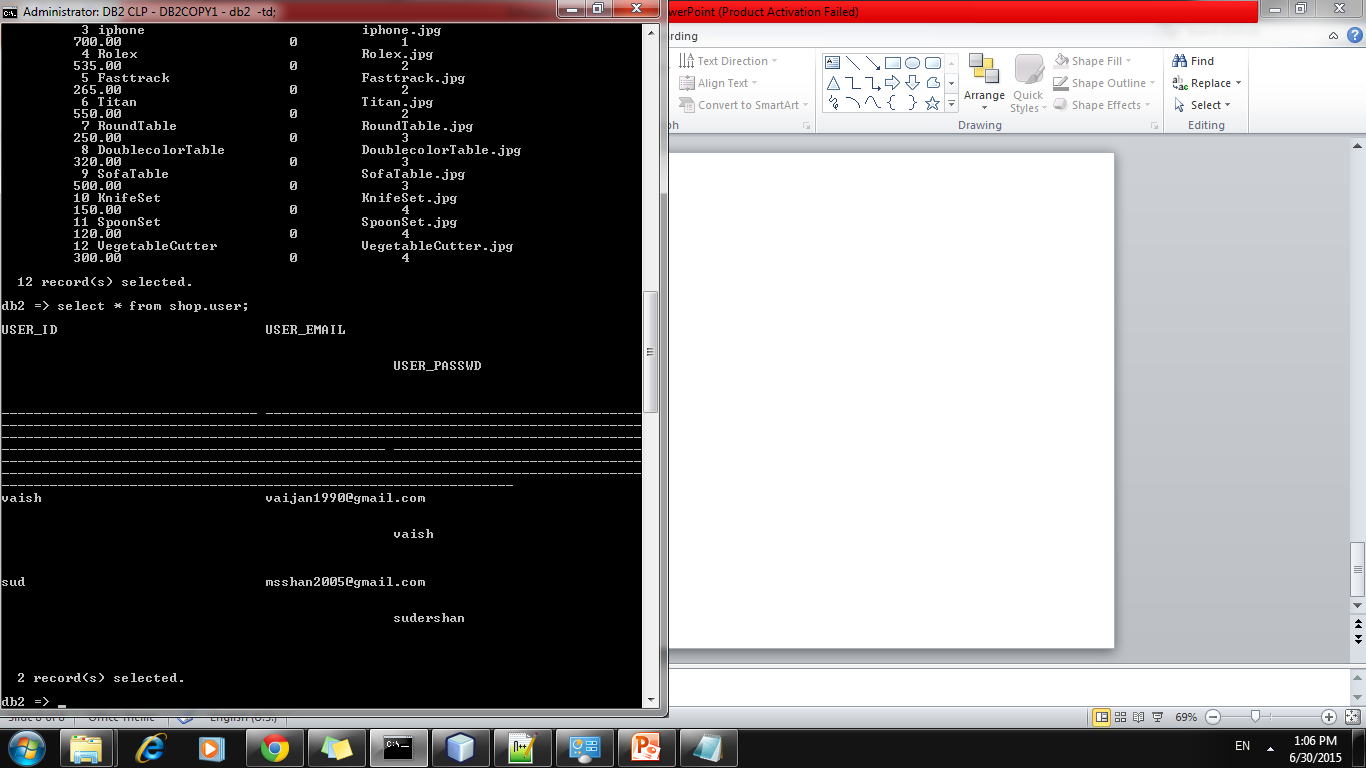 Administrator: DB2 CLP - DB2COPY1 - db2 -td;
3 iphone iphone.jpg
700.00 0 1
4 Rolex Rolex.jpg
535.00 0 2
5 Fasttrack Fasttrack.jpg
265.00 0 2
6 Titan Titan.jpg
550.00 0 2
7 RoundTable RoundTable.jpg
250.00 0 3
8 DoublecolorTable DoublecolorTable.jpg
320.00 0 3
9 SofaTable SofaTable.jpg
500.00 0 3
10 KnifeSet KnifeSet.jpg
150.00 0 4
11 SpoonSet SpoonSet.jpg
120.00 0 4
12 VegetableCutter VegetableCutter.jpg
300.00 0 4
12 record(s) selected.
db2 => select * from shop.user;
USER_ID USER_EMAIL
USER_PASSWD
vaish vaijan1990@gmail.com
vaish
sud msshan2005@gmail.com
sudershan
2 record(s) selected.
db2 => _
werPoint (Product Activation Failed)
rding
Text Direction
Align Text
Convert to SmartArt
ph
Arrange
Quick Styles
Drawing
Shape Fill
Shape Outline
Shape Effects
Find
Replace
Select
Editing
69%
EN
1:06 PM
6/30/2015